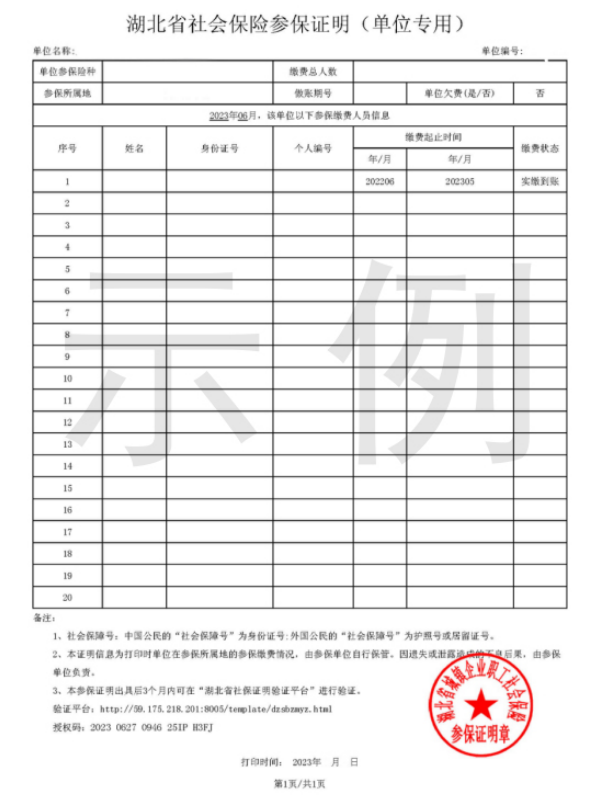 湖北省社会保险参保证明（单位专用）
单位名称: 单位编号:
单位参保险种 缴费总人数
参保所属地 做账期号 单位欠费(是/否) 否
2023年06月，该单位以下参保缴费人员信息
序号 姓名 身份证号 个人编号 缴费起止时间 缴费状态
年/月 年/月
1 202206 202305 实缴到账
2
3
4
5
6
7
8
9
10
11
12
13
14
15
16
17
18
19
20
示例
备注:
1、社会保障号: 中国公民的“社会保障号”为身份证号;外国公民的“社会保障号”为护照号或居留证号。
2、本证明信息为打印时单位在参保所属地的参保缴费情况，由参保单位自行保管。因遗失或泄露造成的不良后果，由参保
单位负责。
3、本参保证明出具后3个月内可在“湖北省社保证明验证平台”进行验证。
验证平台: http://59.175.218.201:8005/template/dzsbzmyz.html
授权码: 2023 0627 0946 25IP H3FJ
湖北省城镇企业职工社会保险
参保证明章
打印时间: 2023年 月 日
第1页/共1页